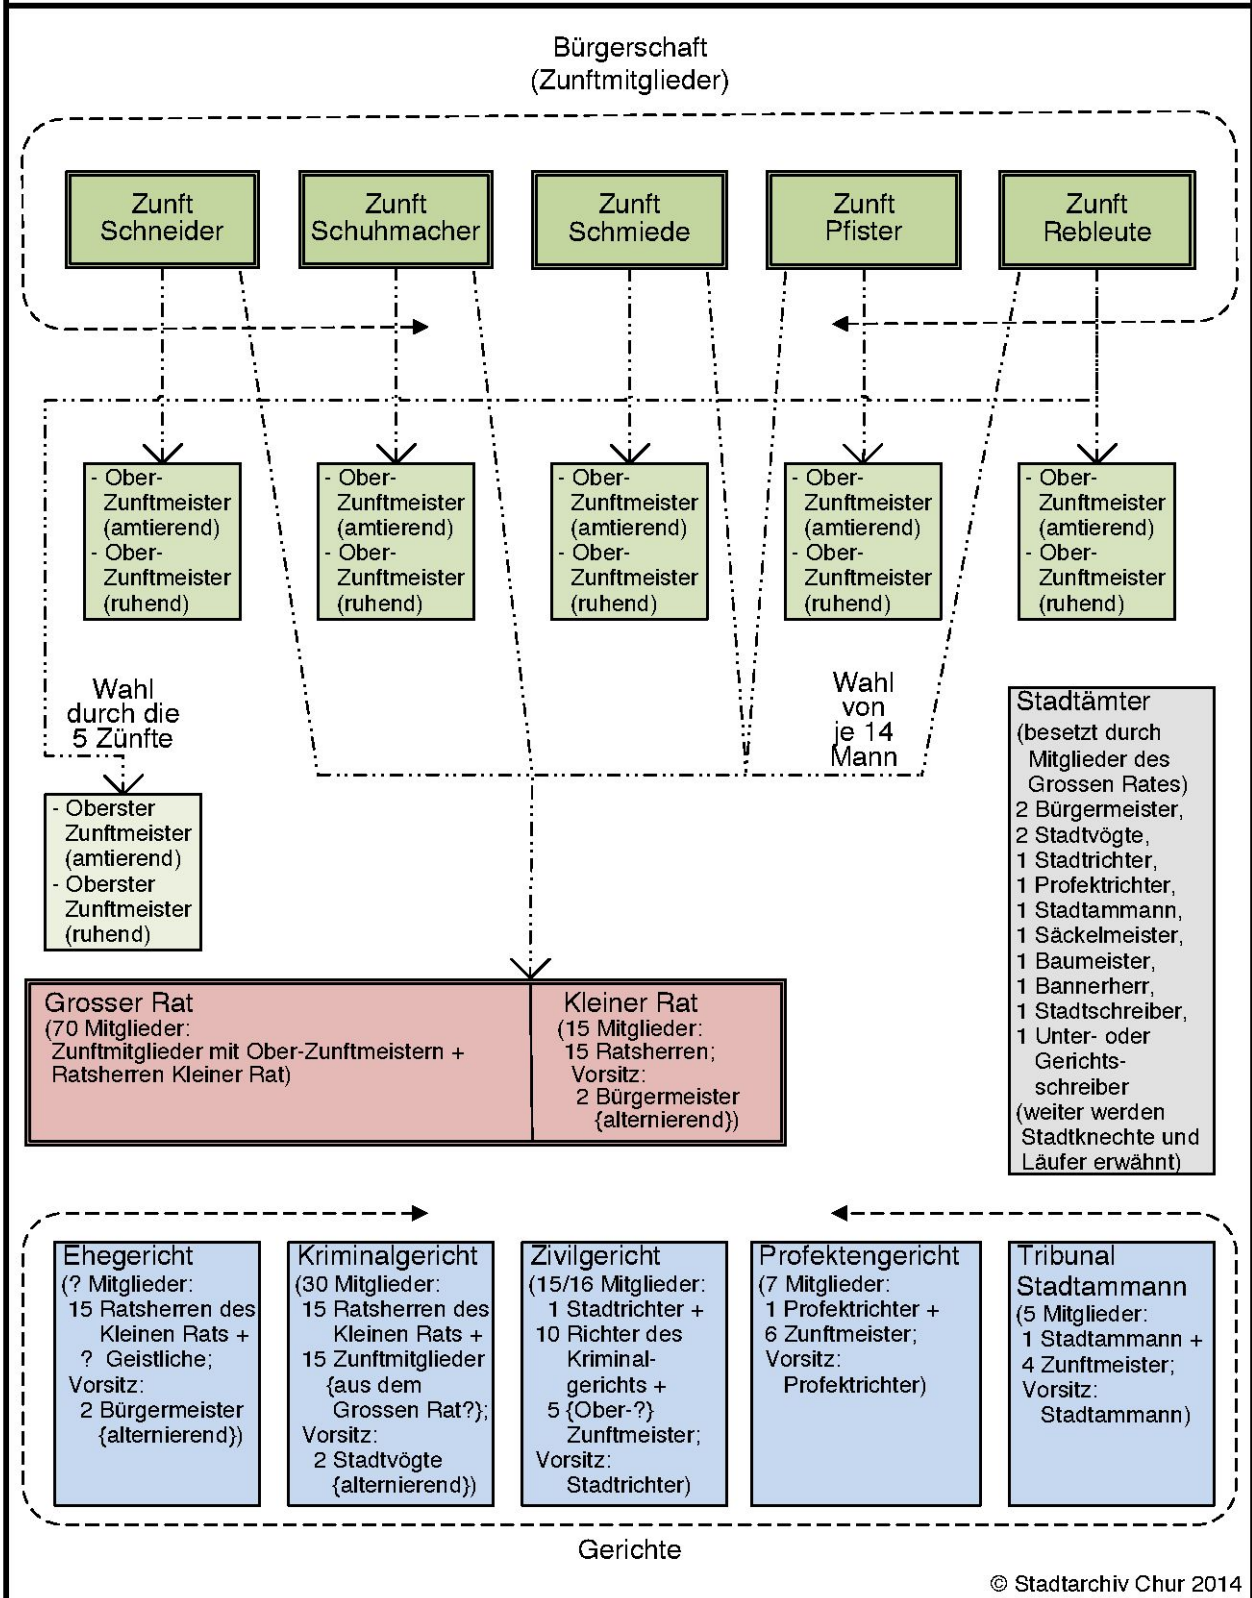 Bürgerschaft
(Zunftmitglieder)
Zunft
Schneider
Zunft
Schuhmacher
Zunft
Schmiede
Zunft
Pfister
Zunft
Rebleute
- Ober-
Zunftmeister
(amtierend)
- Ober-
Zunftmeister
(ruhend)
- Ober-
Zunftmeister
(amtierend)
- Ober-
Zunftmeister
(ruhend)
- Ober-
Zunftmeister
(amtierend)
- Ober-
Zunftmeister
(ruhend)
- Ober-
Zunftmeister
(amtierend)
- Ober-
Zunftmeister
(ruhend)
- Ober-
Zunftmeister
(amtierend)
- Ober-
Zunftmeister
(ruhend)
Wahl
durch die
5 Zünfte
Wahl
von
je 14
Mann
- Oberster
Zunftmeister
(amtierend)
- Oberster
Zunftmeister
(ruhend)
Stadtämter
(besetzt durch
Mitglieder des
Grossen Rates)
2 Bürgermeister,
2 Stadtvögte,
1 Stadtrichter,
1 Profektrichter,
1 Stadtammann,
1 Säckelmeister,
1 Baumeister,
1 Bannerherr,
1 Stadtschreiber,
1 Unter- oder
Gerichts-
schreiber
(weiter werden
Stadtknechte und
Läufer erwähnt)
Grosser Rat
(70 Mitglieder:
Zunftmitglieder mit Ober-Zunftmeistern +
Ratsherren Kleiner Rat)
Kleiner Rat
(15 Mitglieder:
15 Ratsherren;
Vorsitz:
2 Bürgermeister
{alternierend})
Ehegericht
(? Mitglieder:
15 Ratsherren des
Kleinen Rats +
? Geistliche;
Vorsitz:
2 Bürgermeister
{alternierend})
Kriminalgericht
(30 Mitglieder:
15 Ratsherren des
Kleinen Rats +
15 Zunftmitglieder
{aus dem
Grossen Rat?};
Vorsitz:
2 Stadtvögte
{alternierend})
Zivilgericht
(15/16 Mitglieder:
1 Stadtrichter +
10 Richter des
Kriminal-
gerichts +
5 {Ober-?}
Zunftmeister;
Vorsitz:
Stadtrichter)
Profektengericht
(7 Mitglieder:
1 Profektrichter +
6 Zunftmeister;
Vorsitz:
Profektrichter)
Tribunal
Stadtammann
(5 Mitglieder:
1 Stadtammann +
4 Zunftmeister;
Vorsitz:
Stadtammann)
Gerichte
© Stadtarchiv Chur 2014